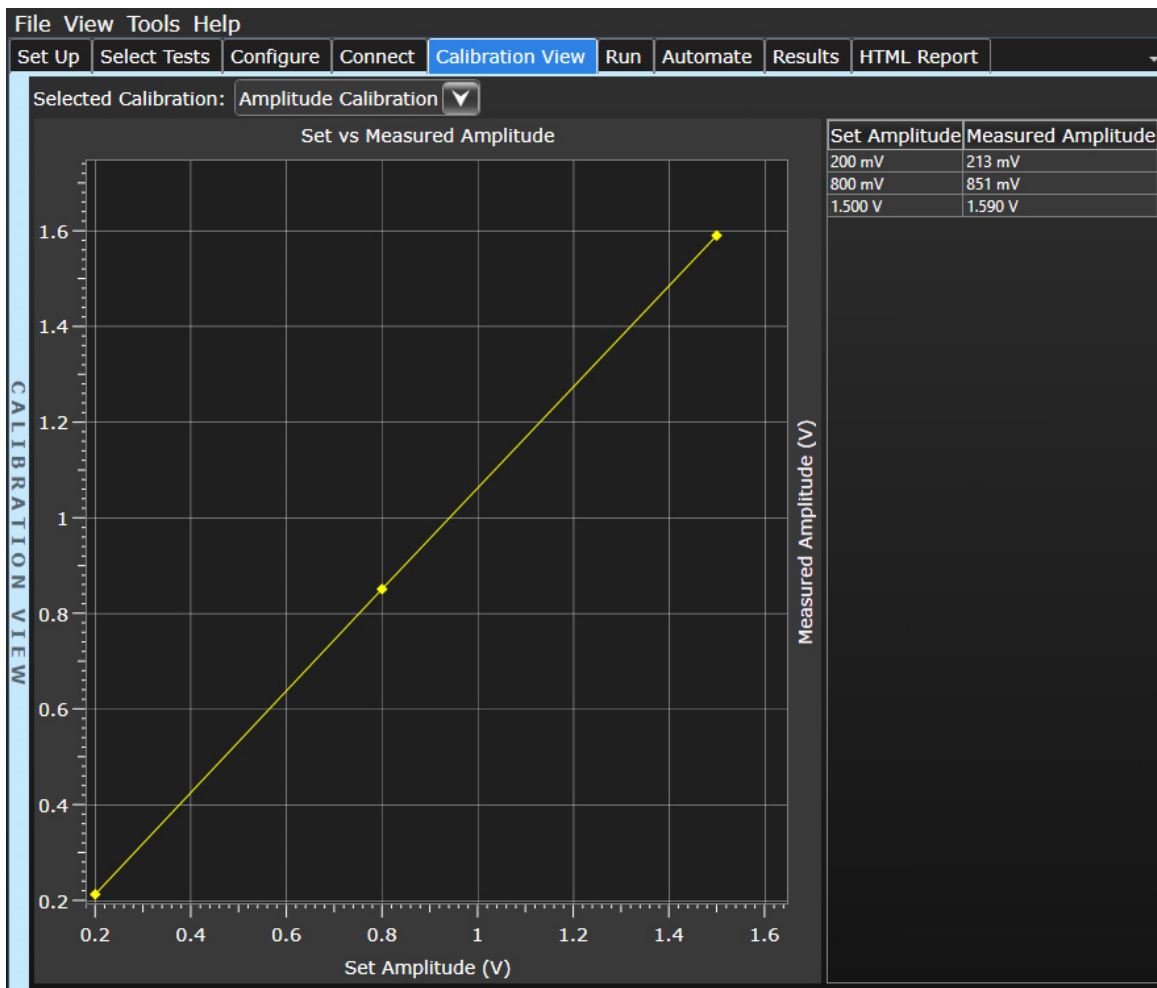 File View Tools Help
Set Up Select Tests Configure Connect Calibration View Run Automate Results HTML Report
CALIBRATION VIEW
Selected Calibration: Amplitude Calibration
Set vs Measured Amplitude
1.6
1.4
1.2
1
0.8
0.6
0.4
0.2
0.2 0.4 0.6 0.8 1 1.2 1.4 1.6
Set Amplitude (V)
Measured Amplitude (V)
Set Amplitude Measured Amplitude
200 mV 213 mV
800 mV 851 mV
1.500 V 1.590 V